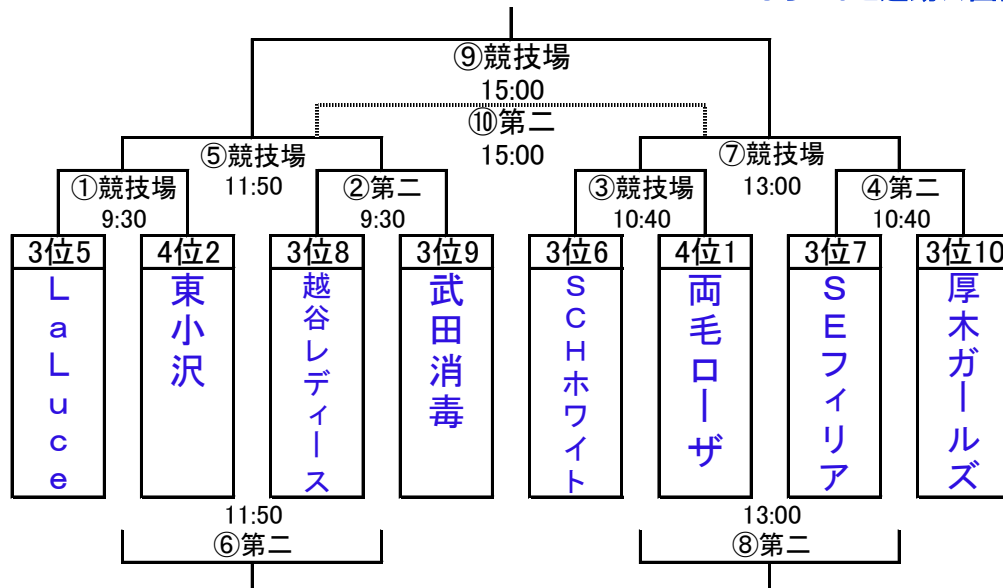 ⑨競技場
15:00
⑩第二
15:00
⑤競技場
11:50
⑦競技場
13:00
①競技場
9:30
②第二
9:30
③競技場
10:40
④第二
10:40
3位5
4位2
3位8
3位9
3位6
4位1
3位7
3位10
LaLuce
東小沢
越谷レディース
武田消毒
SCHホワイト
両毛ローザ
SEフィリア
厚木ガールズ
11:50
⑥第二
13:00
⑧第二